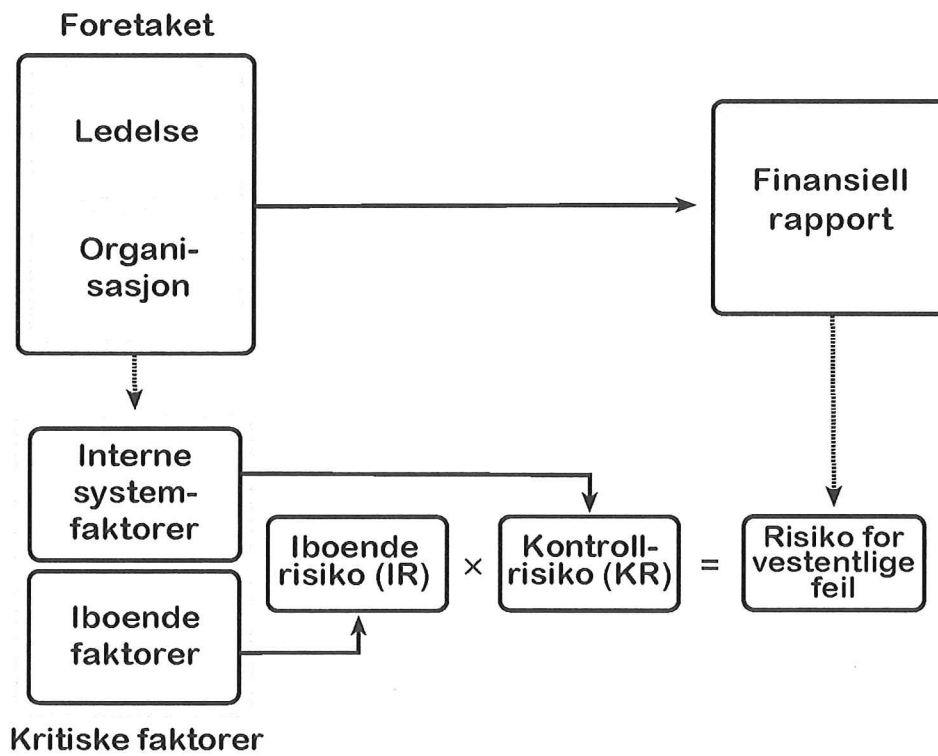 Foretaket
Ledelse
Organi-
sasjon
Finansiell
rapport
Interne
system-
faktorer
Iboende
risiko (IR)
×
Kontroll-
risiko (KR)
=
Risiko for
vestentlige
feil
Iboende
faktorer
Kritiske faktorer